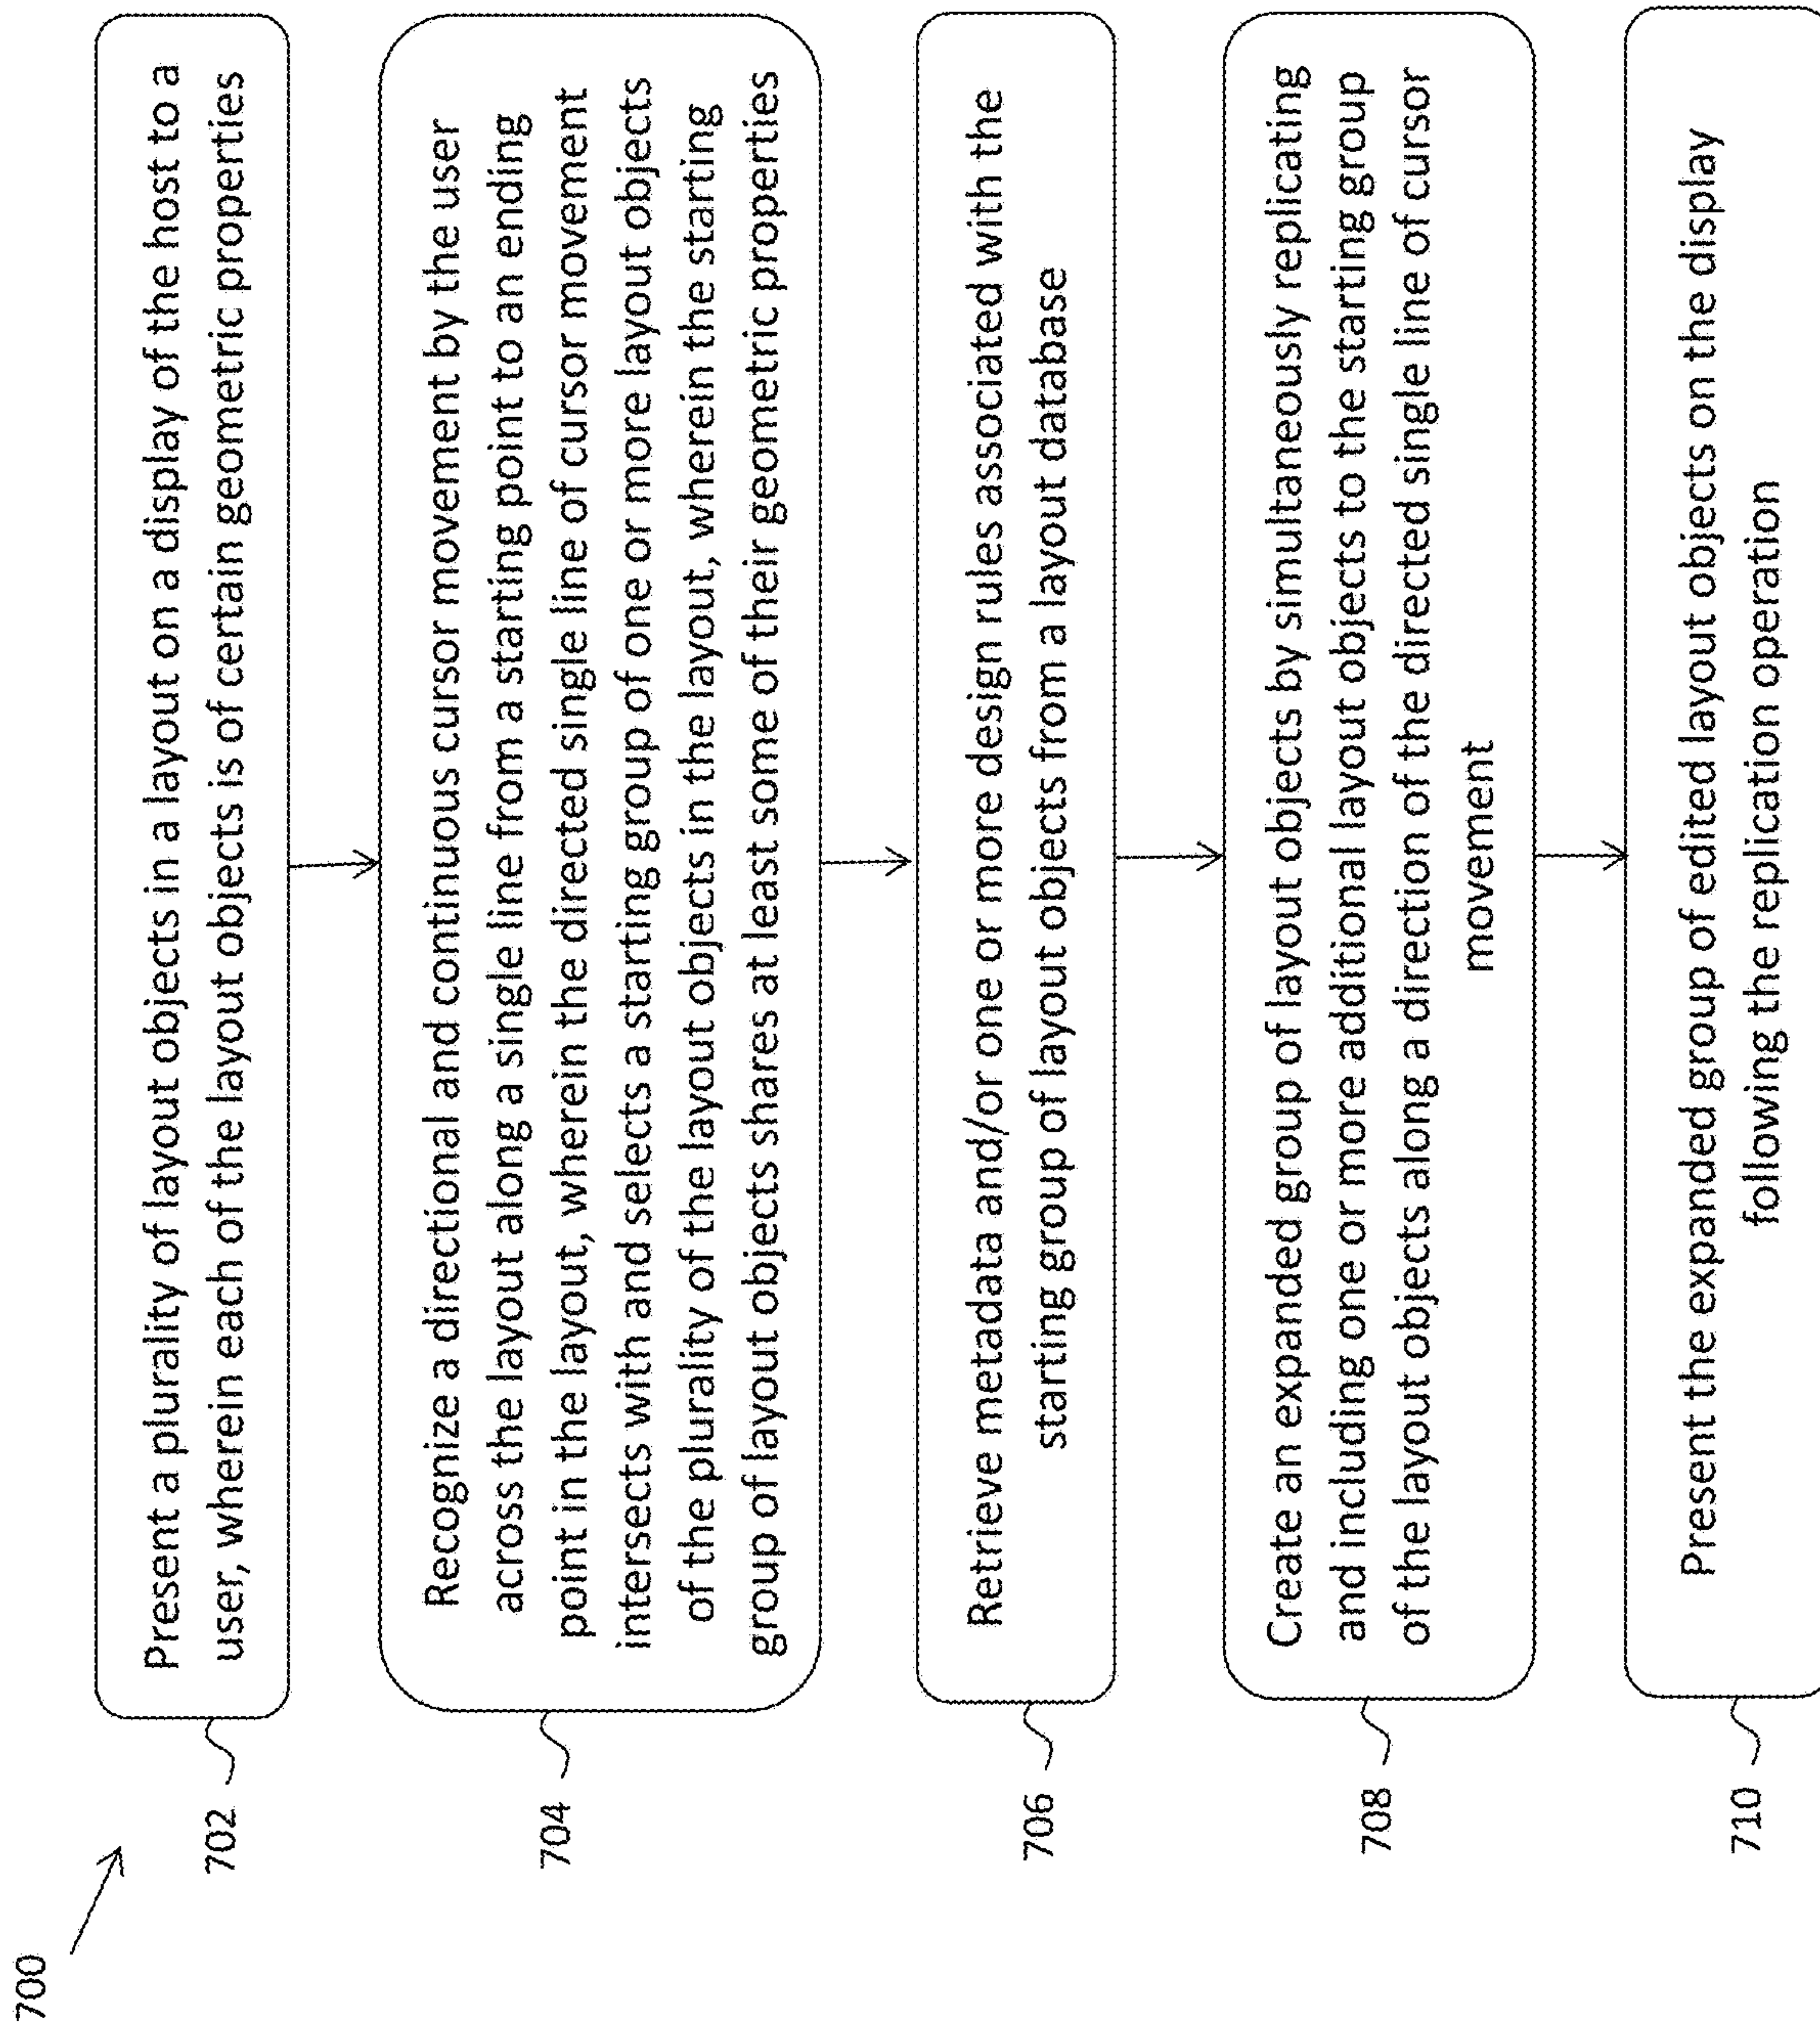 700
702
Present a plurality of layout objects in a layout on a display of the host to a
user, wherein each of the layout objects is of certain geometric properties
704
Recognize a directional and continuous cursor movement by the user
across the layout along a single line from a starting point to an ending
point in the layout, wherein the directed single line of cursor movement
intersects with and selects a starting group of one or more layout objects
of the plurality of the layout objects in the layout, wherein the starting
group of layout objects shares at least some of their geometric properties
706
Retrieve metadata and/or one or more design rules associated with the
starting group of layout objects from a layout database
708
Create an expanded group of layout objects by simultaneously replicating
and including one or more additional layout objects to the starting group
of the layout objects along a direction of the directed single line of cursor
movement
710
Present the expanded group of edited layout objects on the display
following the replication operation